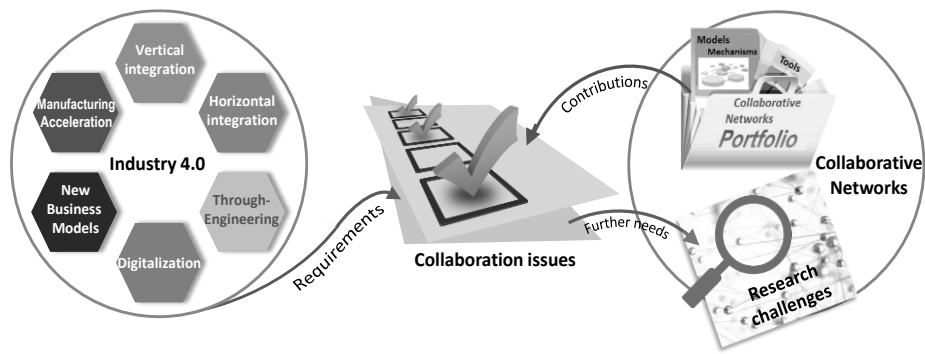 Vertical
integration
Manufacturing
Acceleration
Horizontal
integration
Industry 4.0
New
Business
Models
Through-
Engineering
Digitalization
Requirements
Collaboration issues
Contributions
Further needs
Models
Mechanisms
Tools
Collaborative
Networks
Portfolio
Collaborative
Networks
Research
challenges